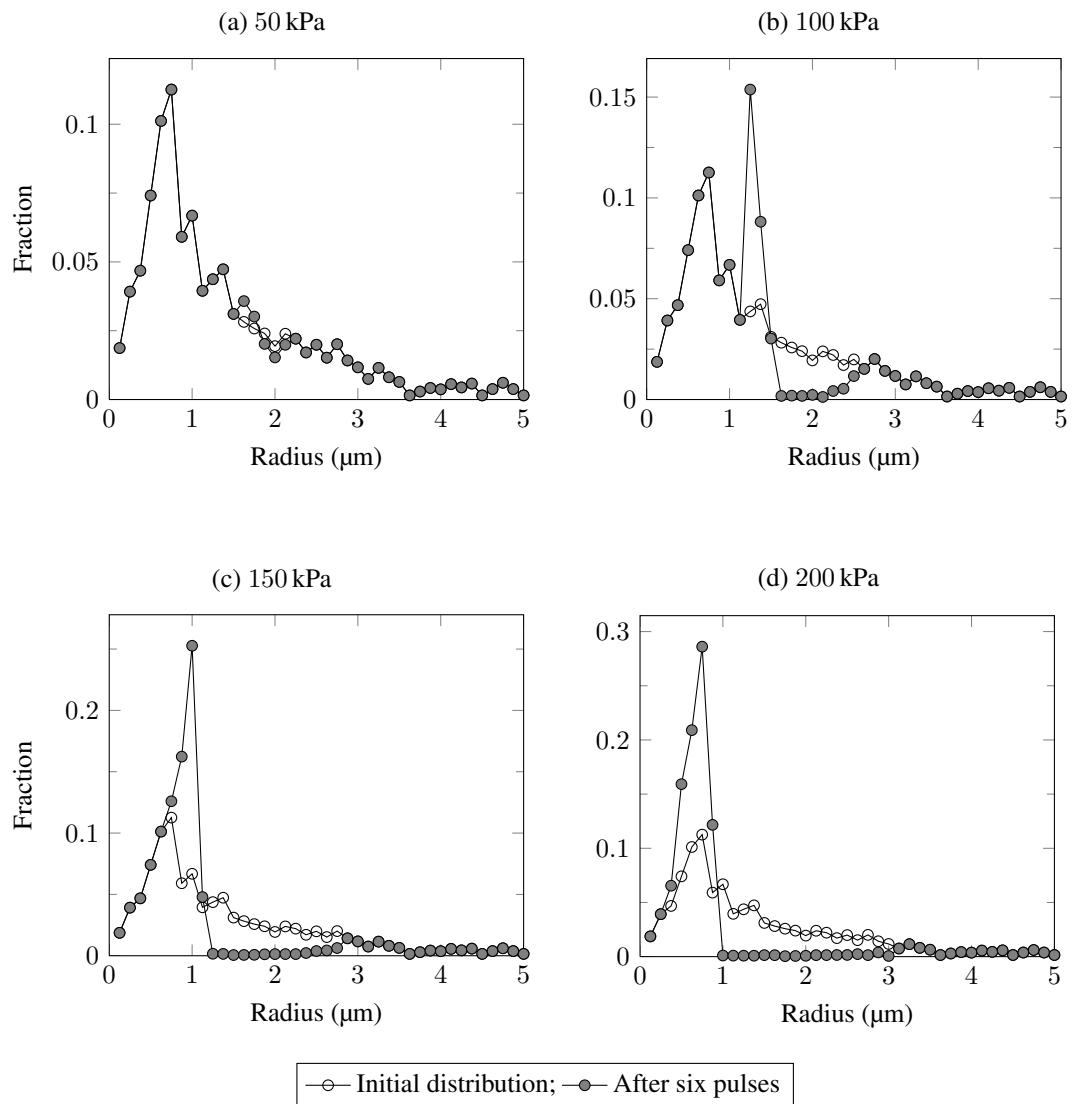 (a) 50 kPa
0.1
0.05
0
Fraction
0 1 2 3 4 5
Radius (µm)
(b) 100 kPa
0.15
0.1
0.05
0
0 1 2 3 4 5
Radius (µm)
(c) 150 kPa
0.2
0.1
0
Fraction
0 1 2 3 4 5
Radius (µm)
(d) 200 kPa
0.3
0.2
0.1
0
0 1 2 3 4 5
Radius (µm)
Initial distribution; After six pulses